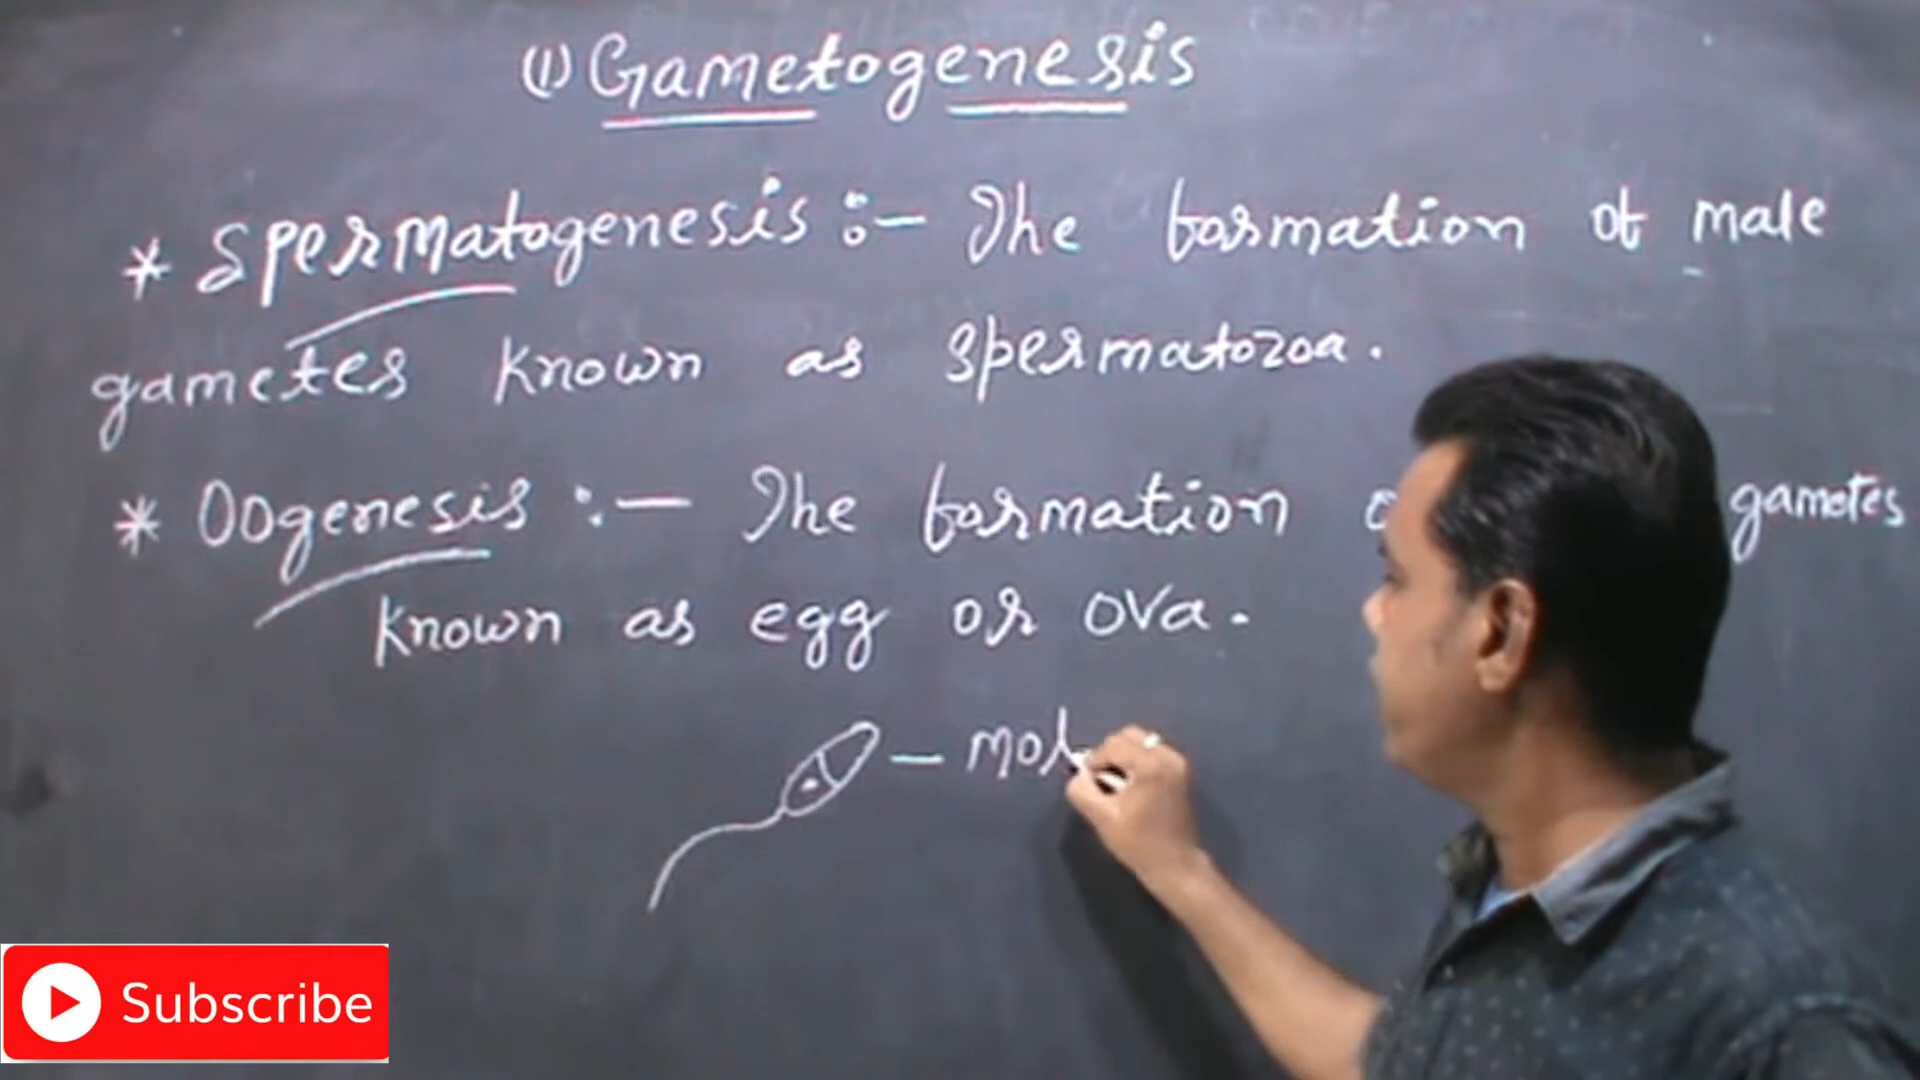 (1) Gametogenesis
* Spermatogenesis :- The formation of male
gametes known as spermatozoa.
* Oogenesis :- The formation gametes
known as egg or ova.
Subscribe